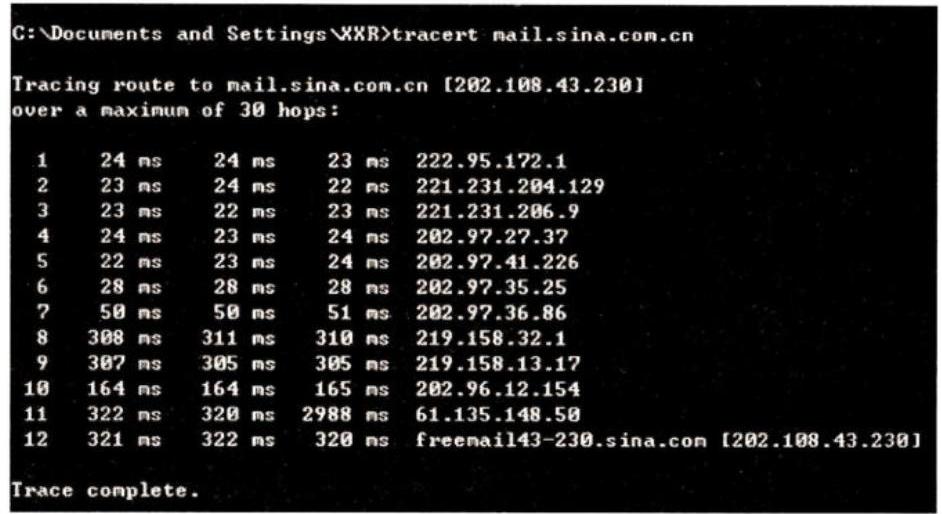 C:\Documents and Settings\XXR>tracert mail.sina.com.cn
Tracing route to mail.sina.com.cn [202.108.43.230]
over a maximum of 30 hops:
1 24 ms 24 ms 23 ms 222.95.172.1
2 23 ms 24 ms 22 ms 221.231.204.129
3 23 ms 22 ms 23 ms 221.231.206.9
4 24 ms 23 ms 24 ms 202.97.27.37
5 22 ms 23 ms 24 ms 202.97.41.226
6 28 ms 28 ms 28 ms 202.97.35.25
7 50 ms 50 ms 51 ms 202.97.36.86
8 308 ms 311 ms 310 ms 219.158.32.1
9 307 ms 305 ms 305 ms 219.158.13.17
10 164 ms 164 ms 165 ms 202.96.12.154
11 322 ms 320 ms 2988 ms 61.135.148.50
12 321 ms 322 ms 320 ms freemail43-230.sina.com [202.108.43.230]
Trace complete.